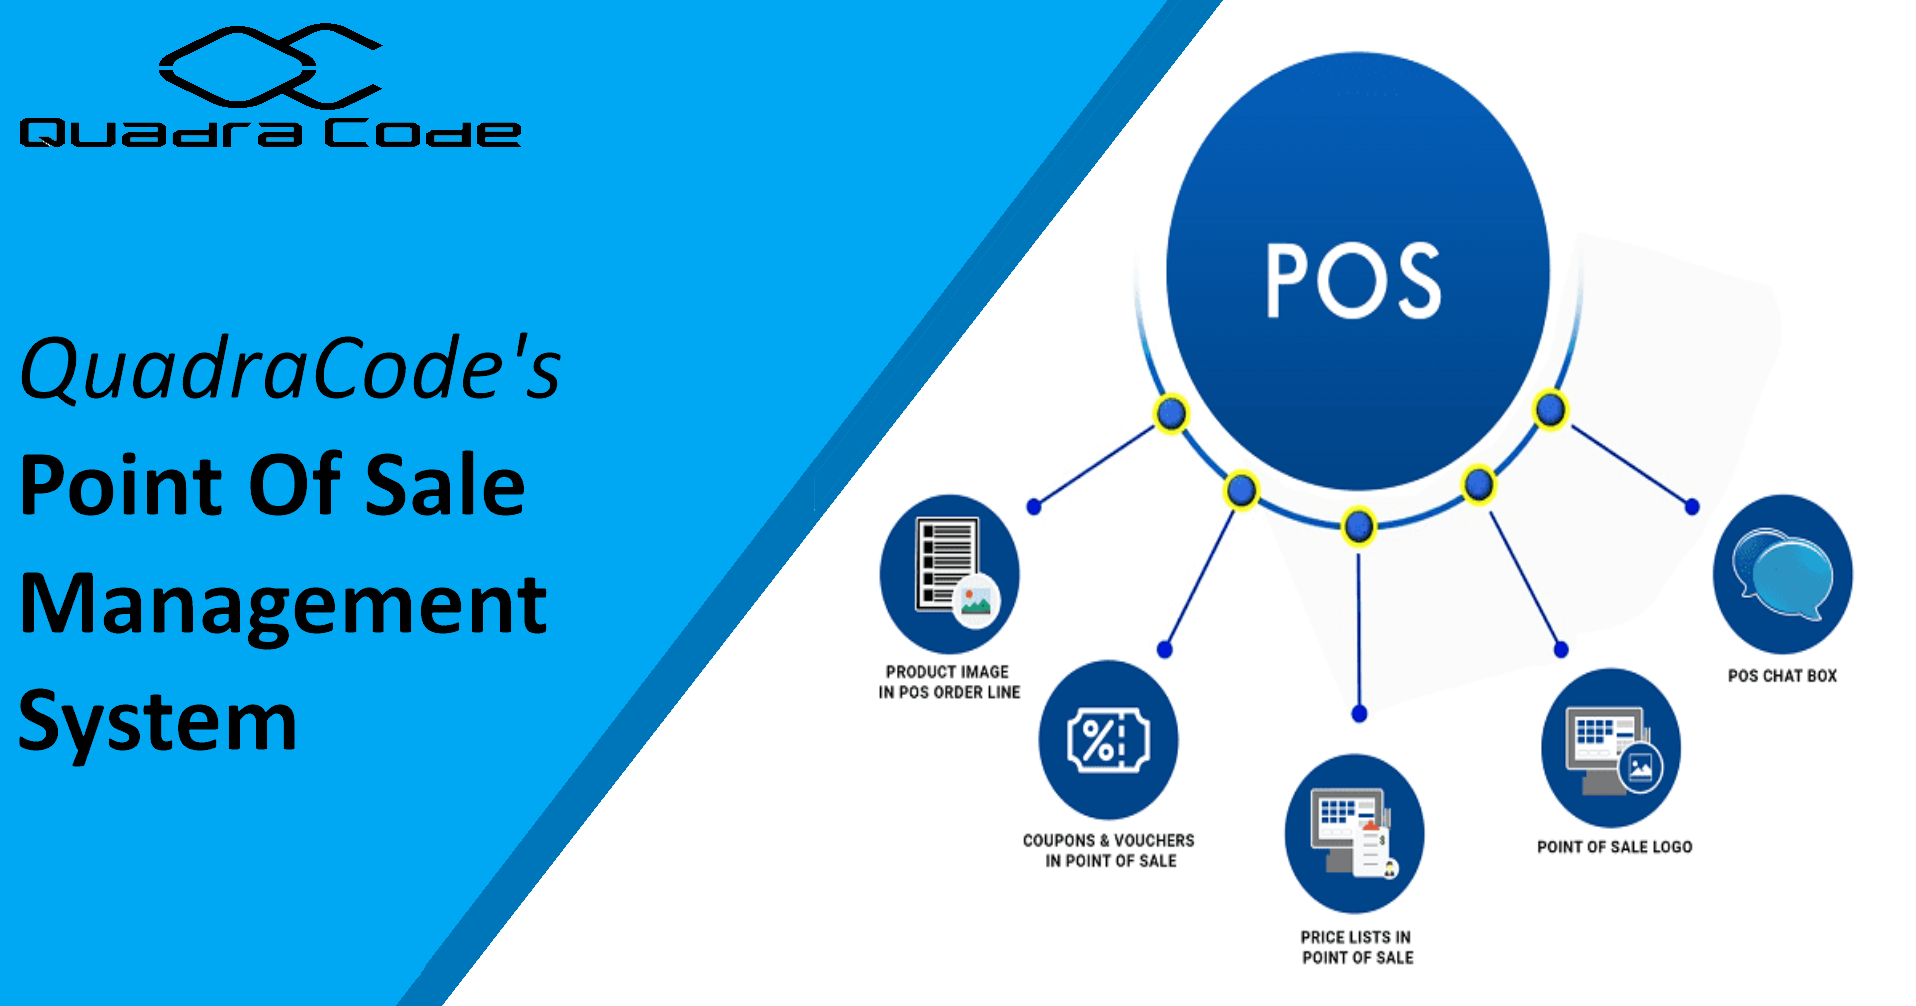 Quadra Code
QuadraCode's
Point Of Sale
Management
System
POS
PRODUCT IMAGE
IN POS ORDER LINE
COUPONS & VOUCHERS
IN POINT OF SALE
PRICE LISTS IN
POINT OF SALE
POINT OF SALE LOGO
POS CHAT BOX